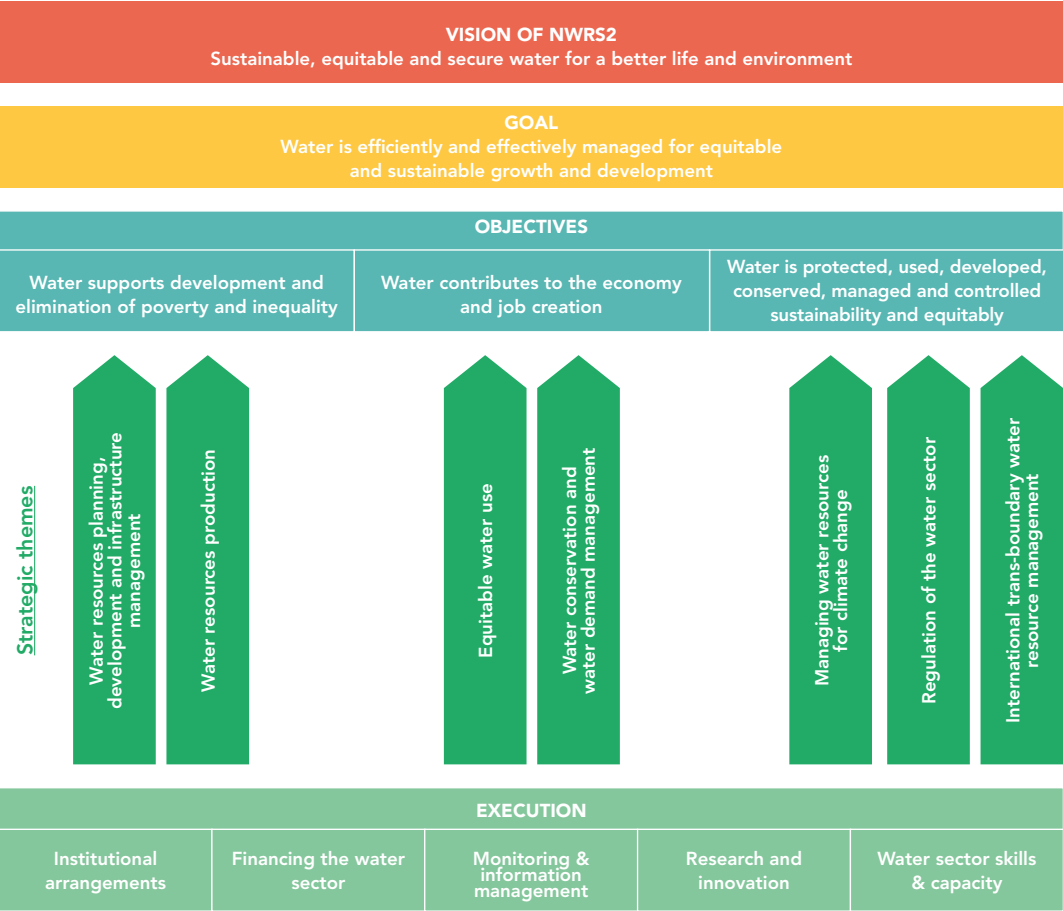 VISION OF NWRS2
Sustainable, equitable and secure water for a better life and environment
GOAL
Water is efficiently and effectively managed for equitable
and sustainable growth and development
OBJECTIVES
Water supports development and
elimination of poverty and inequality
Water contributes to the economy
and job creation
Water is protected, used, developed,
conserved, managed and controlled
sustainability and equitably
Strategic themes
Water resources planning,
development and infrastructure
management
Water resources production
Equitable water use
Water conservation and
water demand management
Managing water resources
for climate change
Regulation of the water sector
International trans-boundary water
resource management
EXECUTION
Institutional
arrangements
Financing the water
sector
Monitoring &
information
management
Research and
innovation
Water sector skills
& capacity